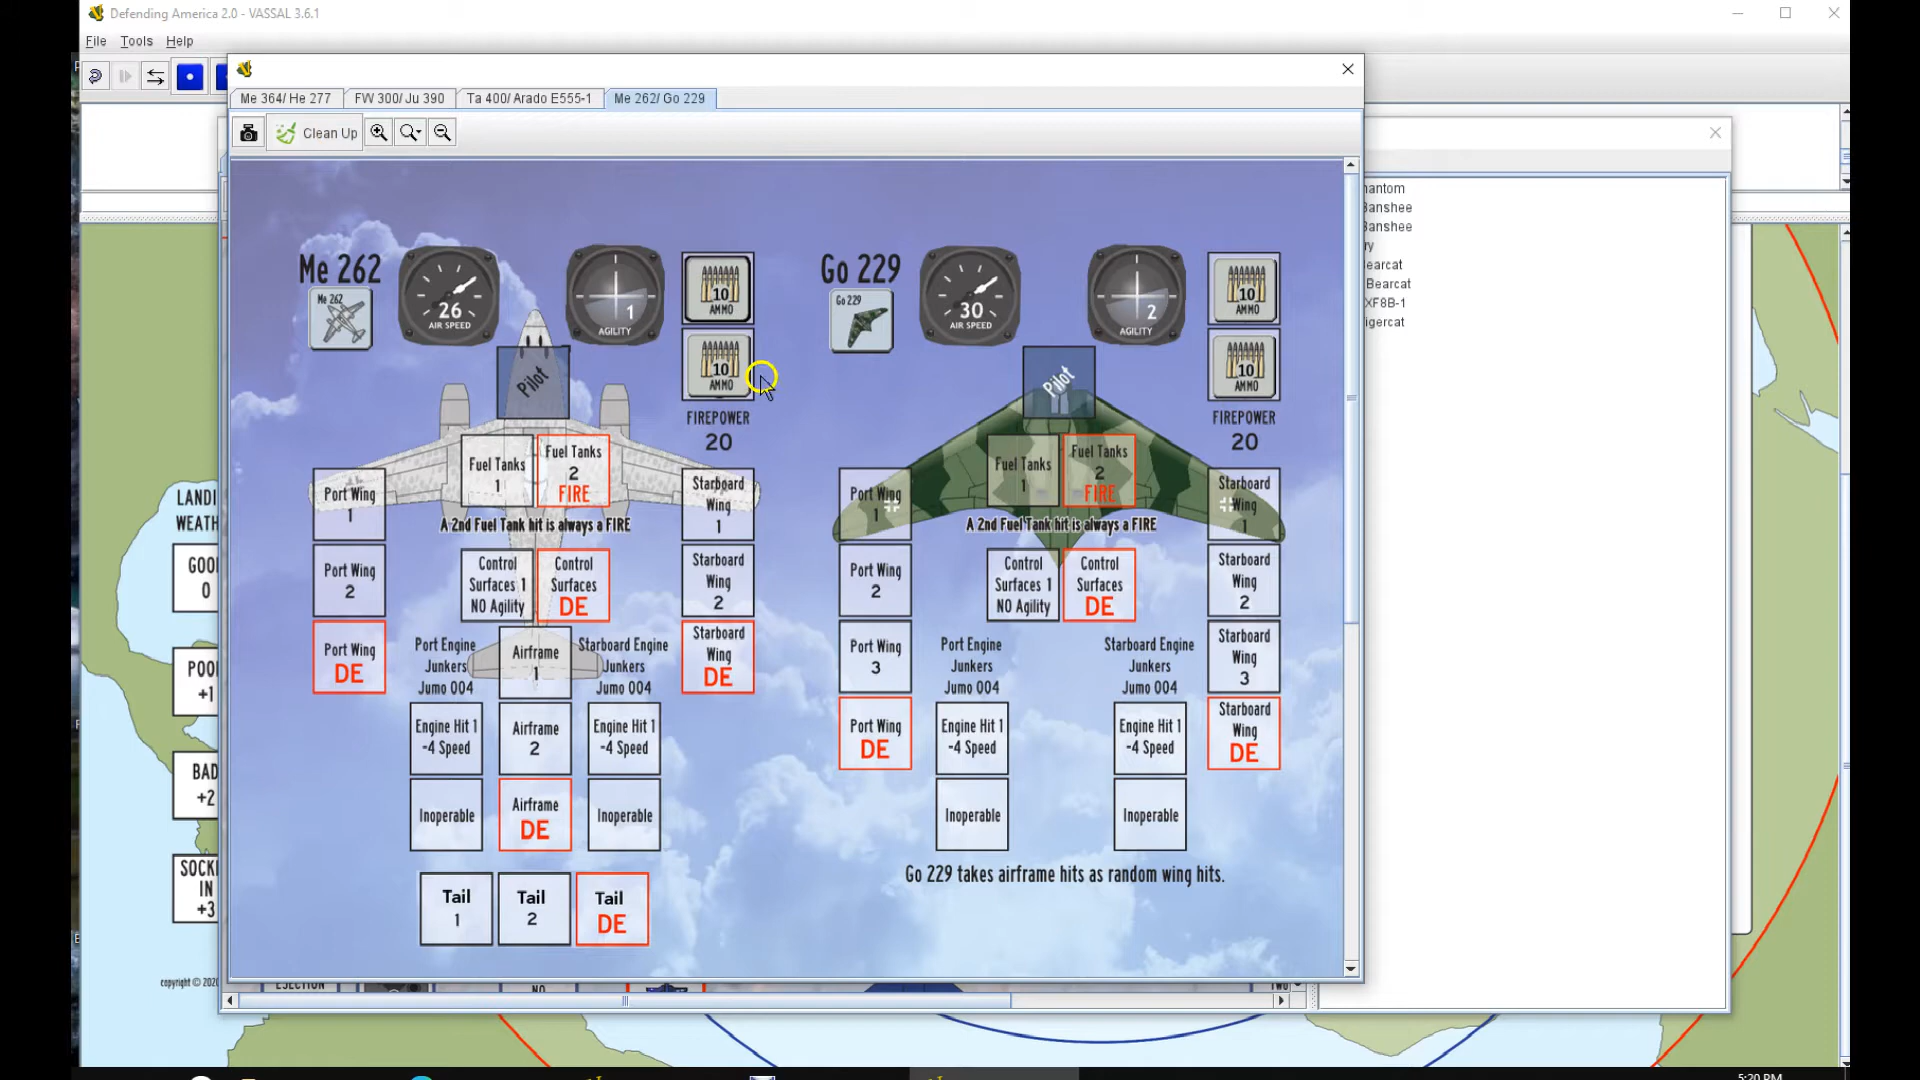 Defending America 2.0 - VASSAL 3.6.1
File Tools Help
Me 364/ He 277
FW 300/ Ju 390
Ta 400/ Arado E555-1
Me 262/ Go 229
Clean Up
hantom
Banshee
Banshee
ry
earcat
Bearcat
XF8B-1
igercat
Me 262
Me 262
26
AIR SPEED
1
AGILITY
10
AMMO
10
AMMO
FIREPOWER
20
Pilot
Fuel Tanks
1
Fuel Tanks
2
FIRE
A 2nd Fuel Tank hit is always a FIRE
Port Wing
1
Port Wing
2
Port Wing
DE
Starboard
Wing
1
Starboard
Wing
2
Starboard
Wing
DE
Control
Surfaces 1
NO Agility
Control
Surfaces
DE
Port Engine
Junkers
Jumo 004
Airframe
1
Starboard Engine
Junkers
Jumo 004
Engine Hit 1
-4 Speed
Airframe
2
Engine Hit 1
-4 Speed
Inoperable
Airframe
DE
Inoperable
Tail
1
Tail
2
Tail
DE
Go 229
Go 229
30
AIR SPEED
2
AGILITY
10
AMMO
10
AMMO
FIREPOWER
20
Pilot
Fuel Tanks
1
Fuel Tanks
2
FIRE
A 2nd Fuel Tank hit is always a FIRE
Port Wing
1
Port Wing
2
Port Wing
3
Port Wing
DE
Starboard
Wing
1
Starboard
Wing
2
Starboard
Wing
3
Starboard
Wing
DE
Control
Surfaces 1
NO Agility
Control
Surfaces
DE
Port Engine
Junkers
Jumo 004
Starboard Engine
Junkers
Jumo 004
Engine Hit 1
-4 Speed
Engine Hit 1
-4 Speed
Inoperable
Inoperable
Go 229 takes airframe hits as random wing hits.
LANDI
WEATH
GOO
0
POO
+1
BAD
+2
SOCK
IN
+3
copyright © 202
EJECTION
NO
TWO
5:20 PM